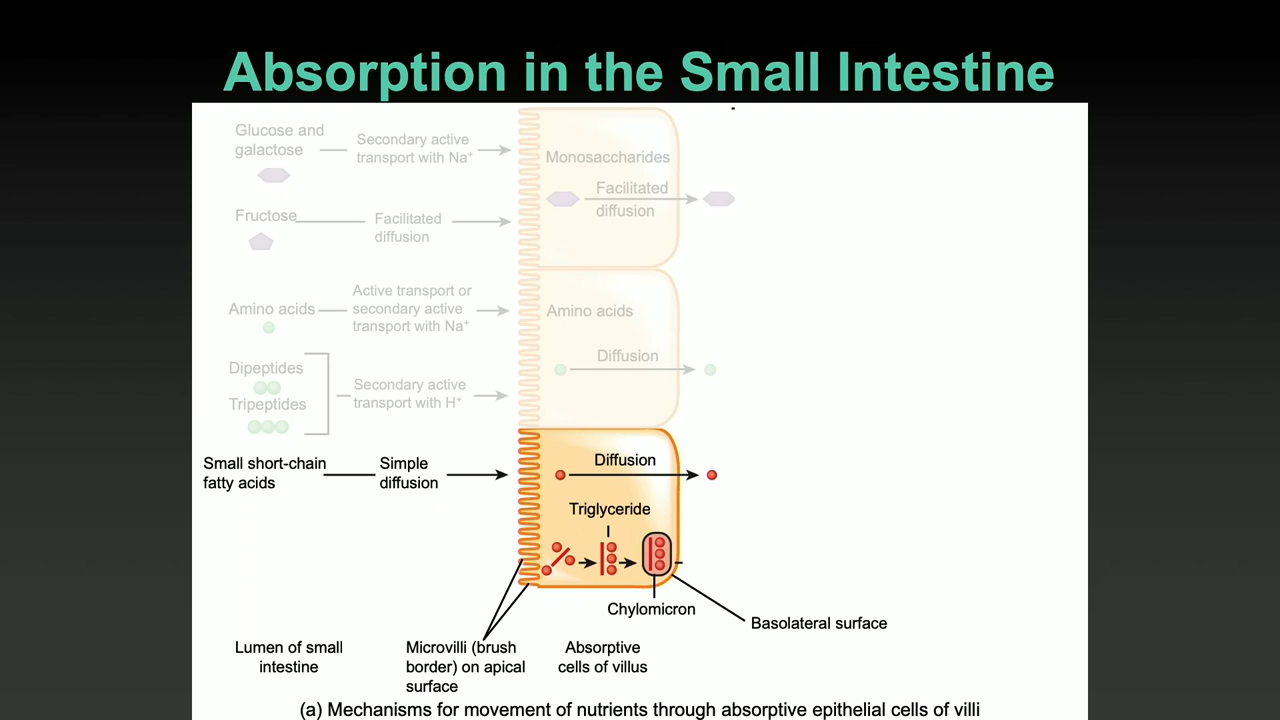 Absorption in the Small Intestine
Glucose and
galactose
Secondary active
transport with Na⁺
Monosaccharides
Facilitated
diffusion
Fructose
Facilitated
diffusion
Amino acids
Active transport or
secondary active
transport with Na⁺
Amino acids
Diffusion
Dipeptides
Tripeptides
Secondary active
transport with H⁺
Small short-chain
fatty acids
Simple
diffusion
Diffusion
Triglyceride
Chylomicron
Basolateral surface
Lumen of small
intestine
Microvilli (brush
border) on apical
surface
Absorptive
cells of villus
(a) Mechanisms for movement of nutrients through absorptive epithelial cells of villi